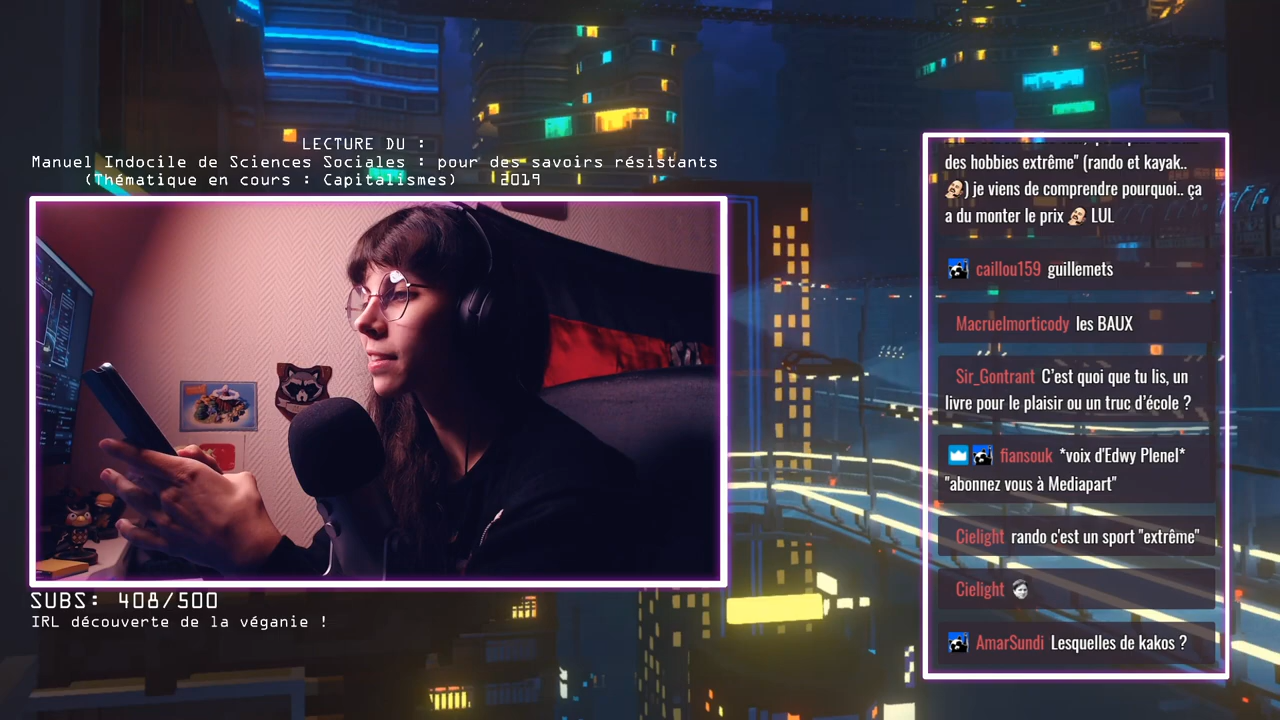 LECTURE DU :
Manuel Indocile de Sciences Sociales : pour des savoirs résistants
(Thématique en cours : Capitalismes) 2019
SUBS: 408/500
IRL découverte de la véganie !
des hobbies extrême" (rando et kayak..
) je viens de comprendre pourquoi.. ça
a du monter le prix LUL
caillou159 guillemets
Macruelmorticody les BAUX
Sir_Gontrant C'est quoi que tu lis, un
livre pour le plaisir ou un truc d'école ?
fiansouk *voix d'Edwy Plenel*
"abonnez vous à Mediapart"
Cielight rando c'est un sport "extrême"
Cielight
AmarSundi Lesquelles de kakos ?